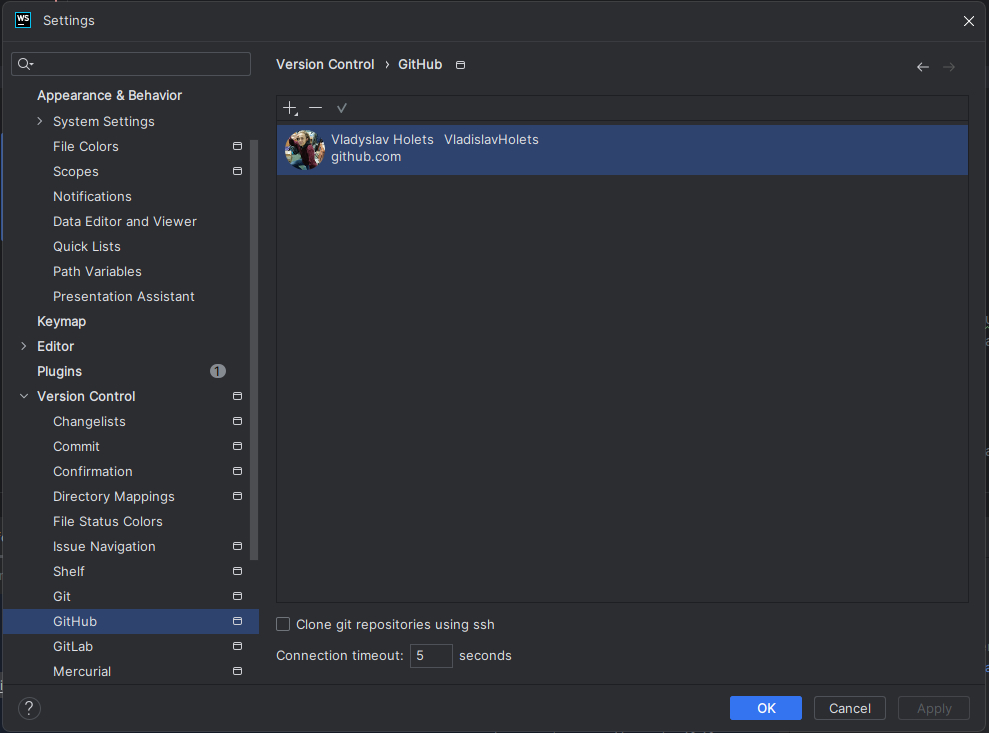 WS
Settings
Version Control › GitHub
Appearance & Behavior
System Settings
File Colors
Scopes
Notifications
Data Editor and Viewer
Quick Lists
Path Variables
Presentation Assistant
Keymap
Editor
Plugins 1
Version Control
Changelists
Commit
Confirmation
Directory Mappings
File Status Colors
Issue Navigation
Shelf
Git
GitHub
GitLab
Mercurial
Vladyslav Holets VladislavHolets
github.com
Clone git repositories using ssh
Connection timeout: 5 seconds
?
OK
Cancel
Apply